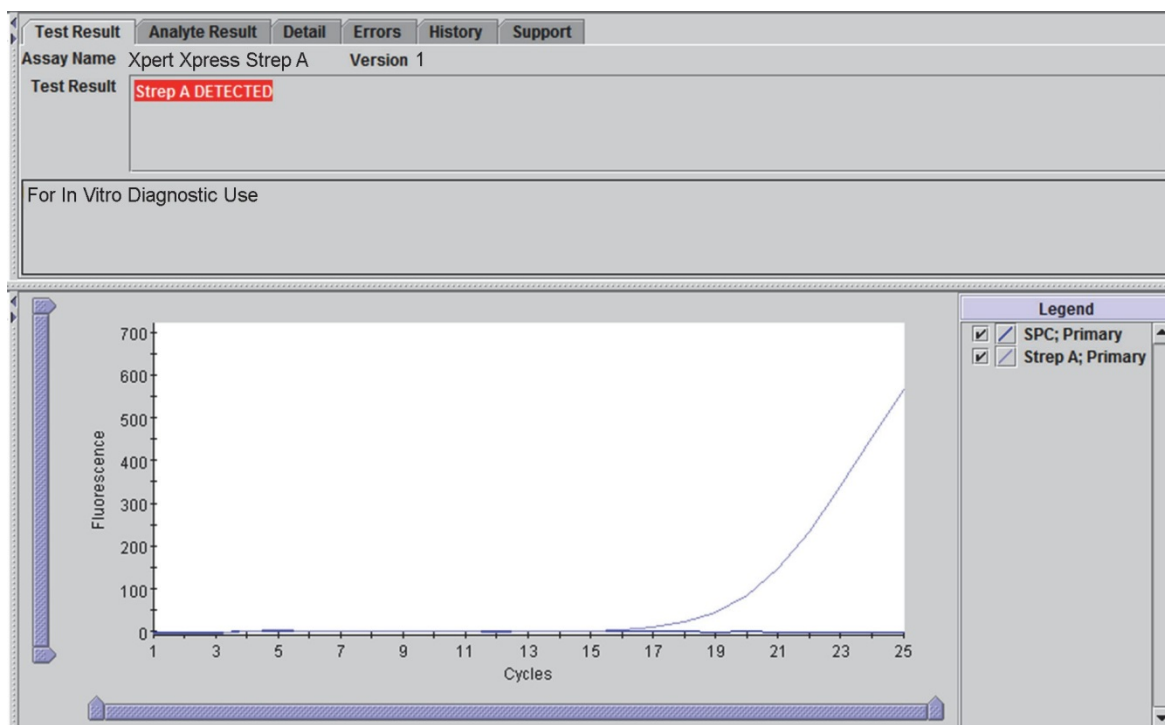 Test Result Analyte Result Detail Errors History Support
Assay Name Xpert Xpress Strep A Version 1
Test Result Strep A DETECTED
For In Vitro Diagnostic Use
Legend
SPC; Primary
Strep A; Primary
700
600
500
400
300
200
100
0
Fluorescence
1 3 5 7 9 11 13 15 17 19 21 23 25
Cycles